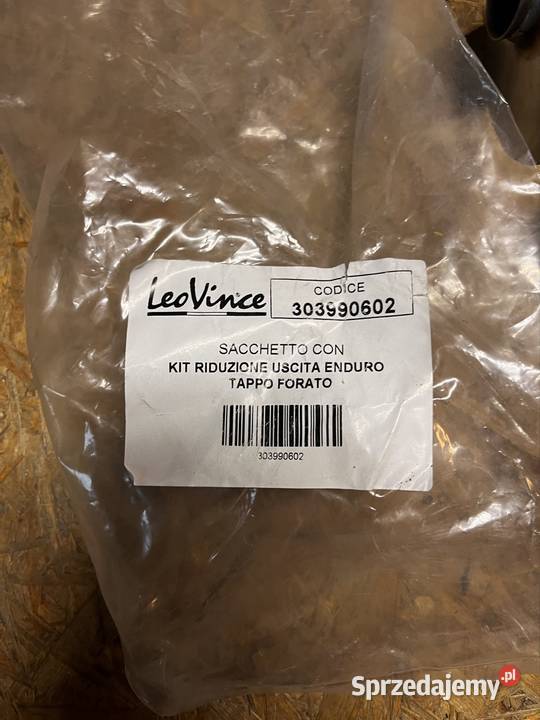 LeoVince
CODICE
303990602
SACCHETTO CON
KIT RIDUZIONE USCITA ENDURO
TAPPO FORATO
303990602
Sprzedajemy.pl